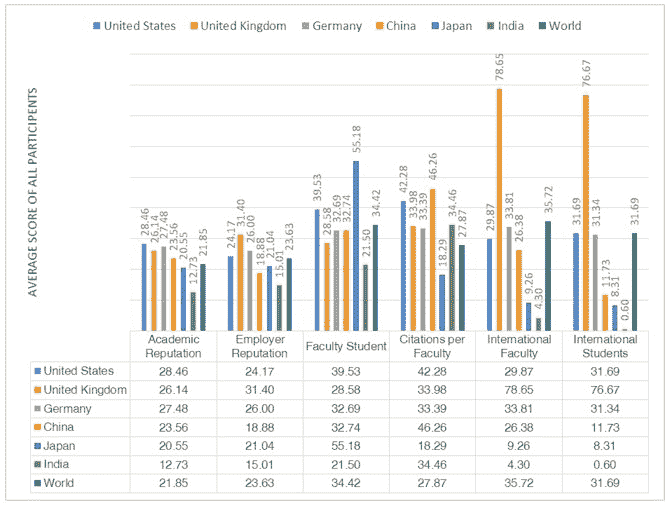 United States United Kingdom Germany China Japan India World
AVERAGE SCORE OF ALL PARTICIPANTS
28.46 26.14 27.48 23.56 20.55 12.73 21.85
24.17 31.40 26.00 18.88 21.04 15.01 23.63
39.53 28.58 32.69 32.74 55.18 21.50 34.42
42.28 33.98 33.39 46.26 18.29 34.46 27.87
29.87 78.65 33.81 26.38 9.26 4.30 35.72
31.69 76.67 31.34 11.73 8.31 0.60 31.69
Academic Reputation Employer Reputation Faculty Student Citations per Faculty International Faculty International Students
United States 28.46 24.17 39.53 42.28 29.87 31.69
United Kingdom 26.14 31.40 28.58 33.98 78.65 76.67
Germany 27.48 26.00 32.69 33.39 33.81 31.34
China 23.56 18.88 32.74 46.26 26.38 11.73
Japan 20.55 21.04 55.18 18.29 9.26 8.31
India 12.73 15.01 21.50 34.46 4.30 0.60
World 21.85 23.63 34.42 27.87 35.72 31.69